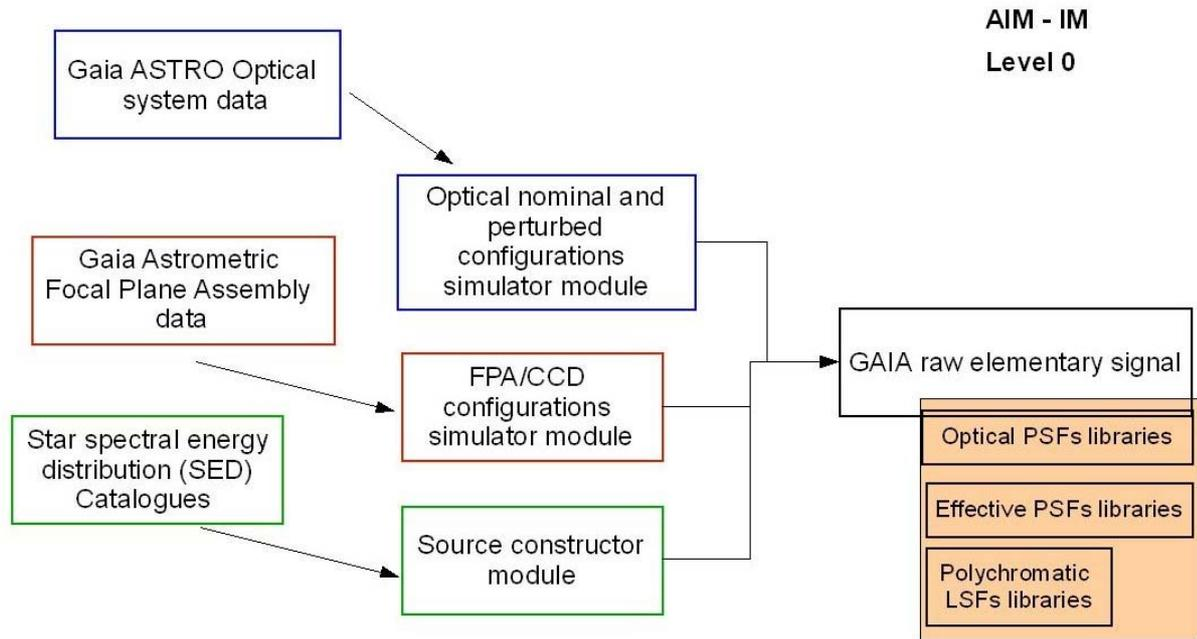 AIM - IM
Level 0
Gaia ASTRO Optical
system data
Optical nominal and
perturbed
configurations
simulator module
Gaia Astrometric
Focal Plane Assembly
data
FPA/CCD
configurations
simulator module
Star spectral energy
distribution (SED)
Catalogues
Source constructor
module
GAIA raw elementary signal
Optical PSFs libraries
Effective PSFs libraries
Polychromatic
LSFs libraries